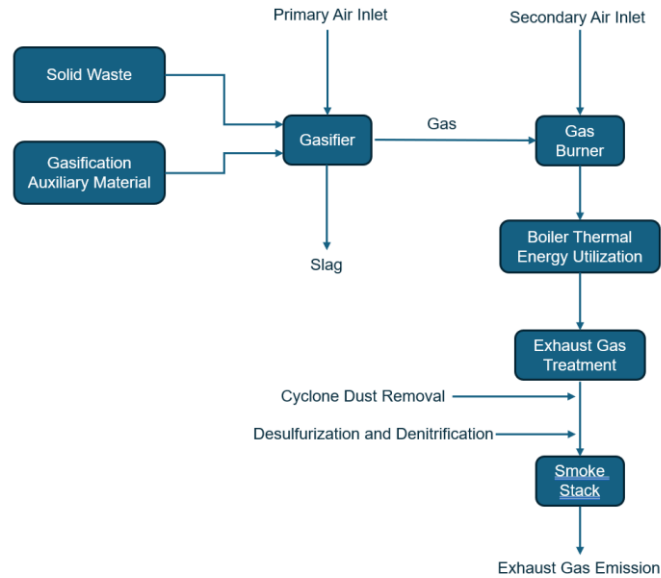 Primary Air Inlet
Secondary Air Inlet
Solid Waste
Gasification
Auxiliary Material
Gasifier
Gas
Gas
Burner
Slag
Boiler Thermal
Energy Utilization
Exhaust Gas
Treatment
Cyclone Dust Removal
Desulfurization and Denitrification
Smoke
Stack
Exhaust Gas Emission